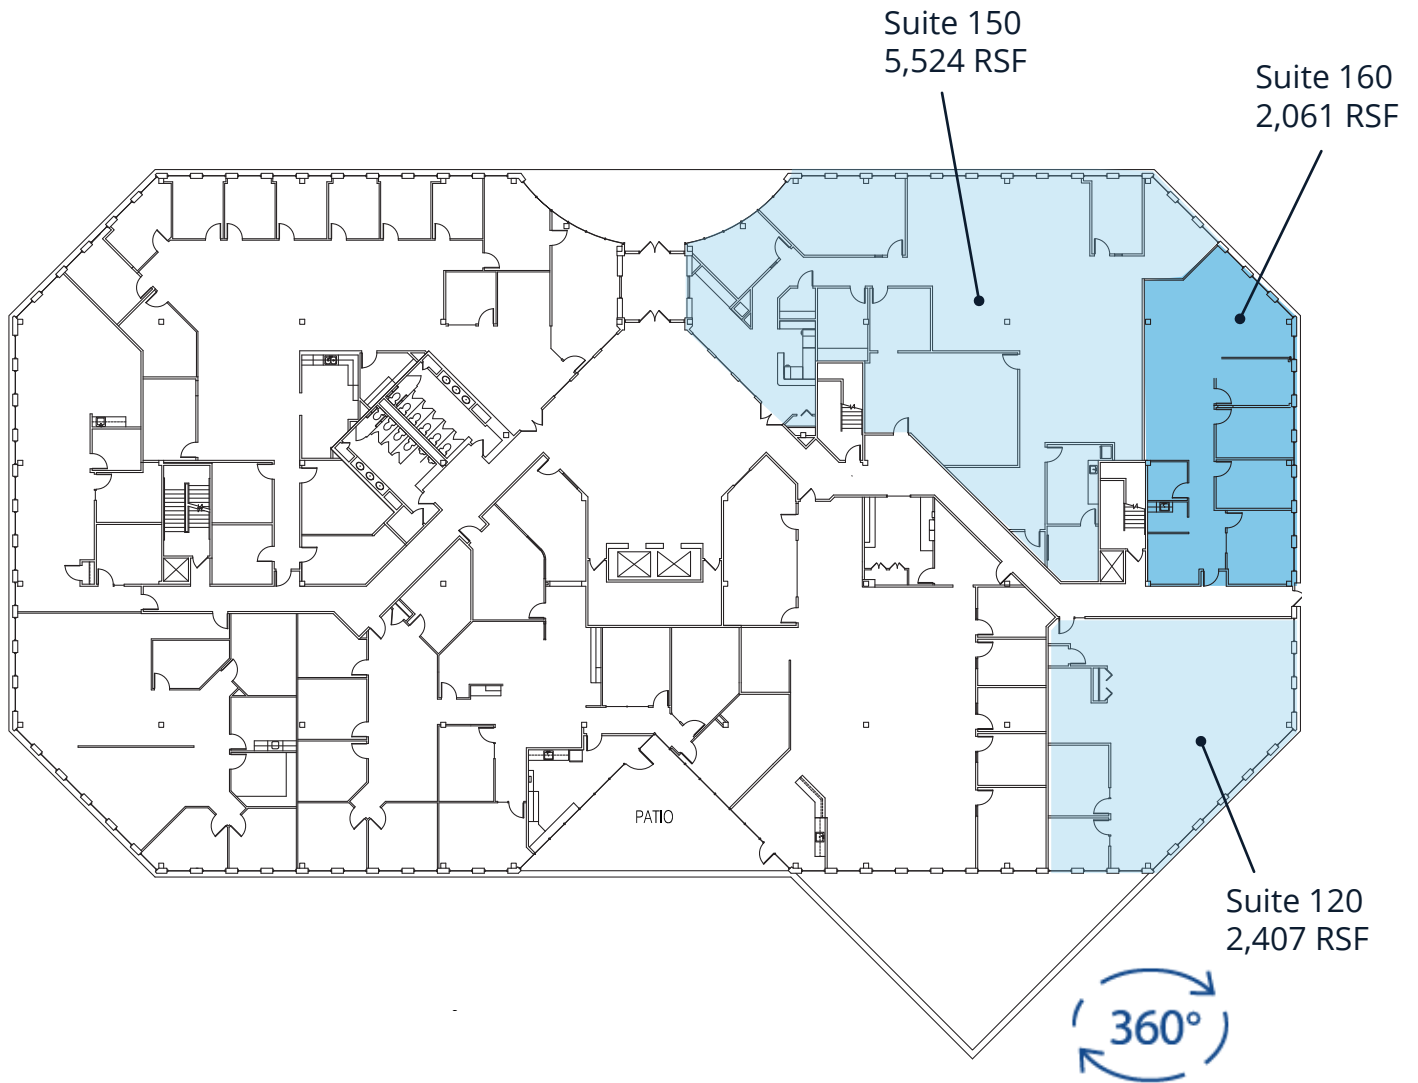 Suite 150
5,524 RSF
Suite 160
2,061 RSF
PATIO
Suite 120
2,407 RSF
360°